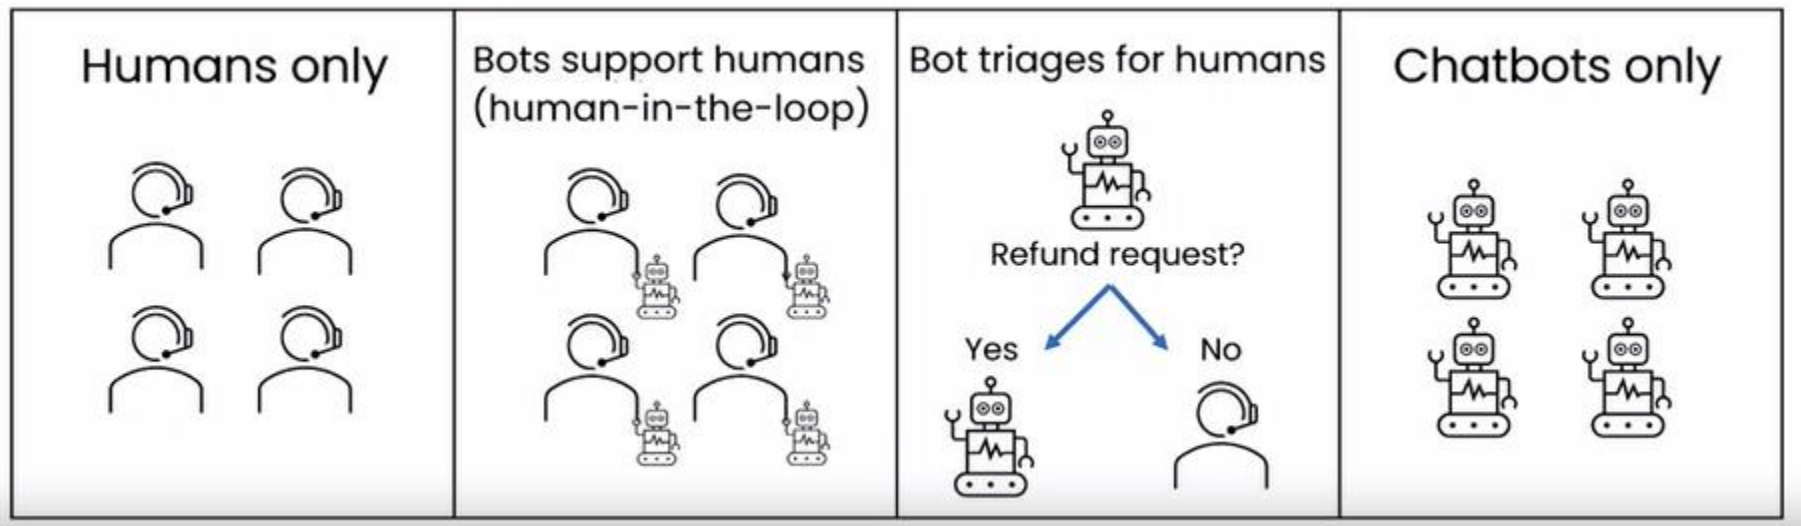 Humans only
Bots support humans
(human-in-the-loop)
Bot triages for humans
Refund request?
Yes
No
Chatbots only